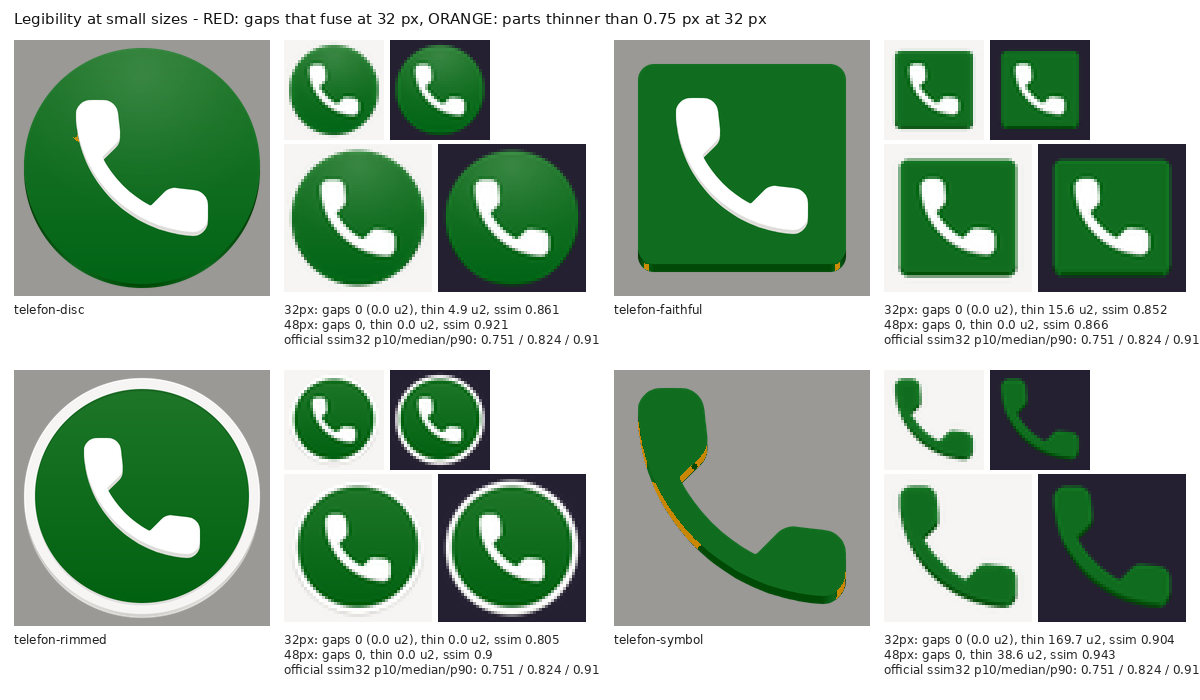 Legibility at small sizes - RED: gaps that fuse at 32 px, ORANGE: parts thinner than 0.75 px at 32 px
telefon-disc
32px: gaps 0 (0.0 u2), thin 4.9 u2, ssim 0.861
48px: gaps 0, thin 0.0 u2, ssim 0.921
official ssim32 p10/median/p90: 0.751 / 0.824 / 0.91
telefon-faithful
32px: gaps 0 (0.0 u2), thin 15.6 u2, ssim 0.852
48px: gaps 0, thin 0.0 u2, ssim 0.866
official ssim32 p10/median/p90: 0.751 / 0.824 / 0.91
telefon-rimmed
32px: gaps 0 (0.0 u2), thin 0.0 u2, ssim 0.805
48px: gaps 0, thin 0.0 u2, ssim 0.9
official ssim32 p10/median/p90: 0.751 / 0.824 / 0.91
telefon-symbol
32px: gaps 0 (0.0 u2), thin 169.7 u2, ssim 0.904
48px: gaps 0, thin 38.6 u2, ssim 0.943
official ssim32 p10/median/p90: 0.751 / 0.824 / 0.91